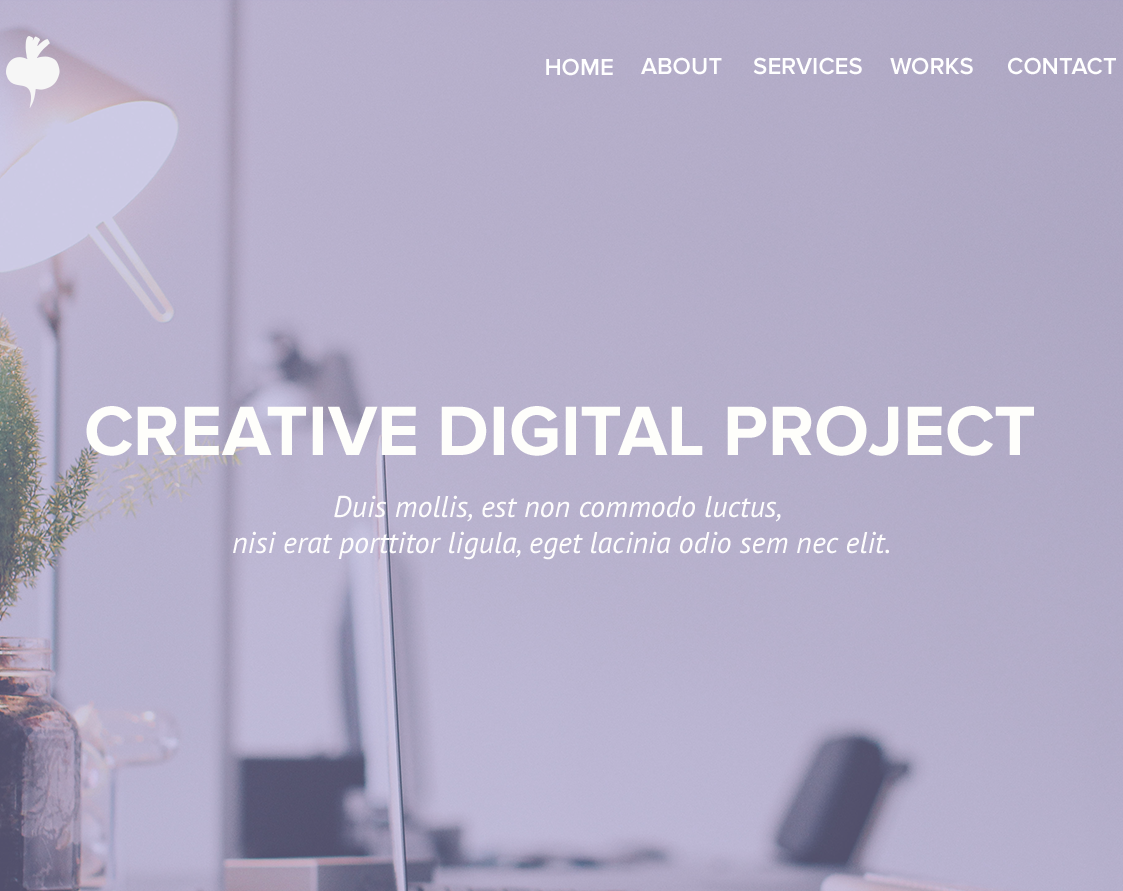 HOME ABOUT SERVICES WORKS CONTACT
CREATIVE DIGITAL PROJECT
Duis mollis, est non commodo luctus,
nisi erat porttitor ligula, eget lacinia odio sem nec elit.